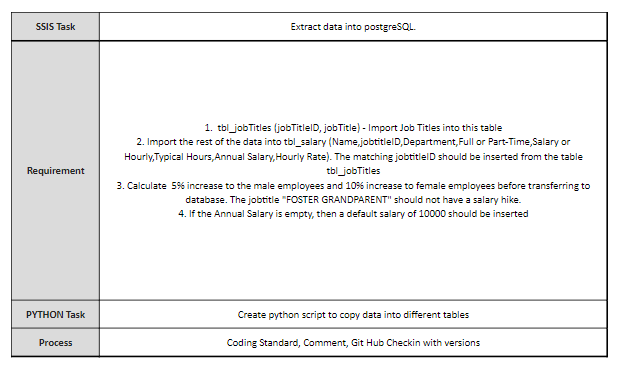 SSIS Task
Extract data into postgreSQL.
Requirement
1. tbl_jobTitles (jobTitleID, jobTitle) - Import Job Titles into this table
2. Import the rest of the data into tbl_salary (Name,jobtitleID,Department,Full or Part-Time,Salary or
Hourly,Typical Hours,Annual Salary,Hourly Rate). The matching jobtitleID should be inserted from the table
tbl_jobTitles
3. Calculate 5% increase to the male employees and 10% increase to female employees before transferring to
database. The jobtitle "FOSTER GRANDPARENT" should not have a salary hike.
4. If the Annual Salary is empty, then a default salary of 10000 should be inserted
PYTHON Task
Create python script to copy data into different tables
Process
Coding Standard, Comment, Git Hub Checkin with versions